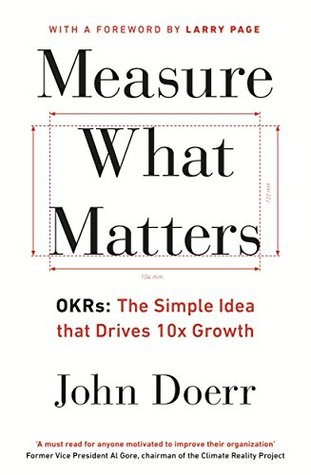 WITH A FOREWORD BY LARRY PAGE
Measure
What
Matters
122 mm
104 mm
OKRs: The Simple Idea
that Drives 10x Growth
John Doerr
‘A must read for anyone motivated to improve their organization’
Former Vice President Al Gore, chairman of the Climate Reality Project